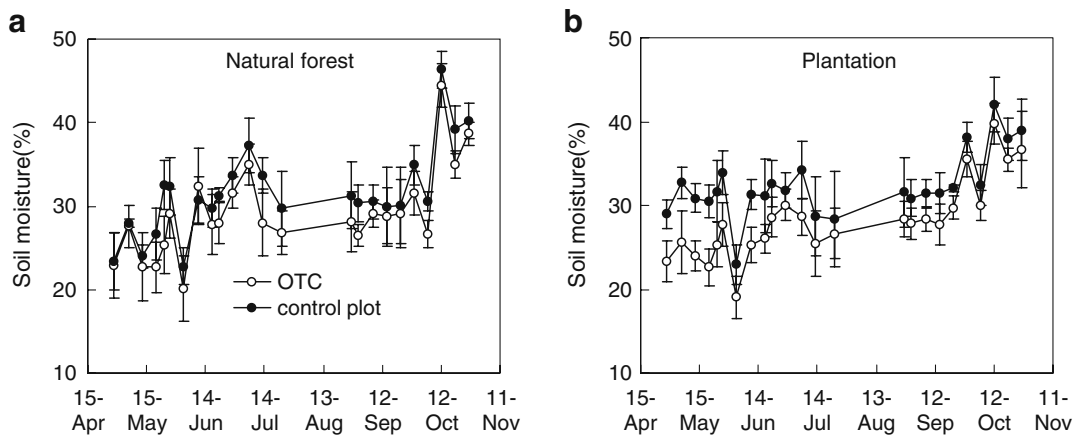 a
Natural forest
Soil moisture(%)
50
40
30
20
10
OTC
control plot
15- 15- 14- 14- 13- 12- 12- 11-
Apr May Jun Jul Aug Sep Oct Nov
b
Plantation
Soil moisture(%)
50
40
30
20
10
15- 15- 14- 14- 13- 12- 12- 11-
Apr May Jun Jul Aug Sep Oct Nov